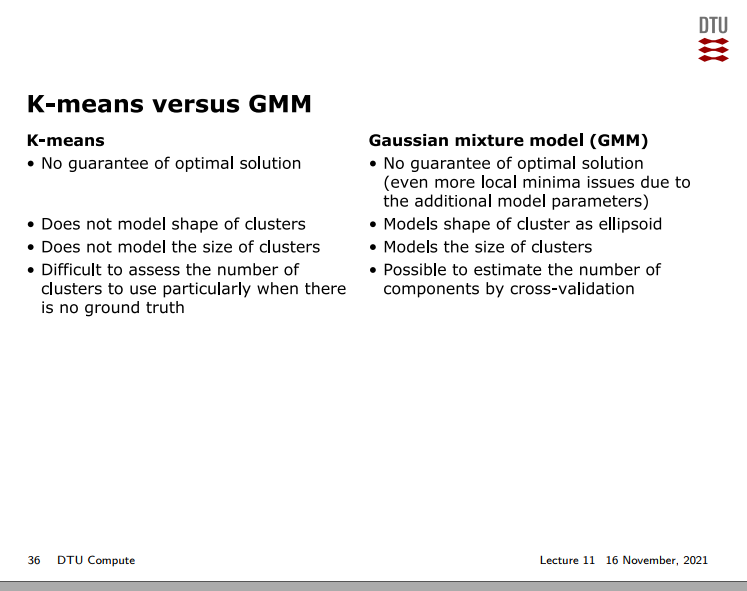 DTU
K-means versus GMM
K-means
• No guarantee of optimal solution
• Does not model shape of clusters
• Does not model the size of clusters
• Difficult to assess the number of
clusters to use particularly when there
is no ground truth
Gaussian mixture model (GMM)
• No guarantee of optimal solution
(even more local minima issues due to
the additional model parameters)
• Models shape of cluster as ellipsoid
• Models the size of clusters
• Possible to estimate the number of
components by cross-validation
36 DTU Compute
Lecture 11 16 November, 2021